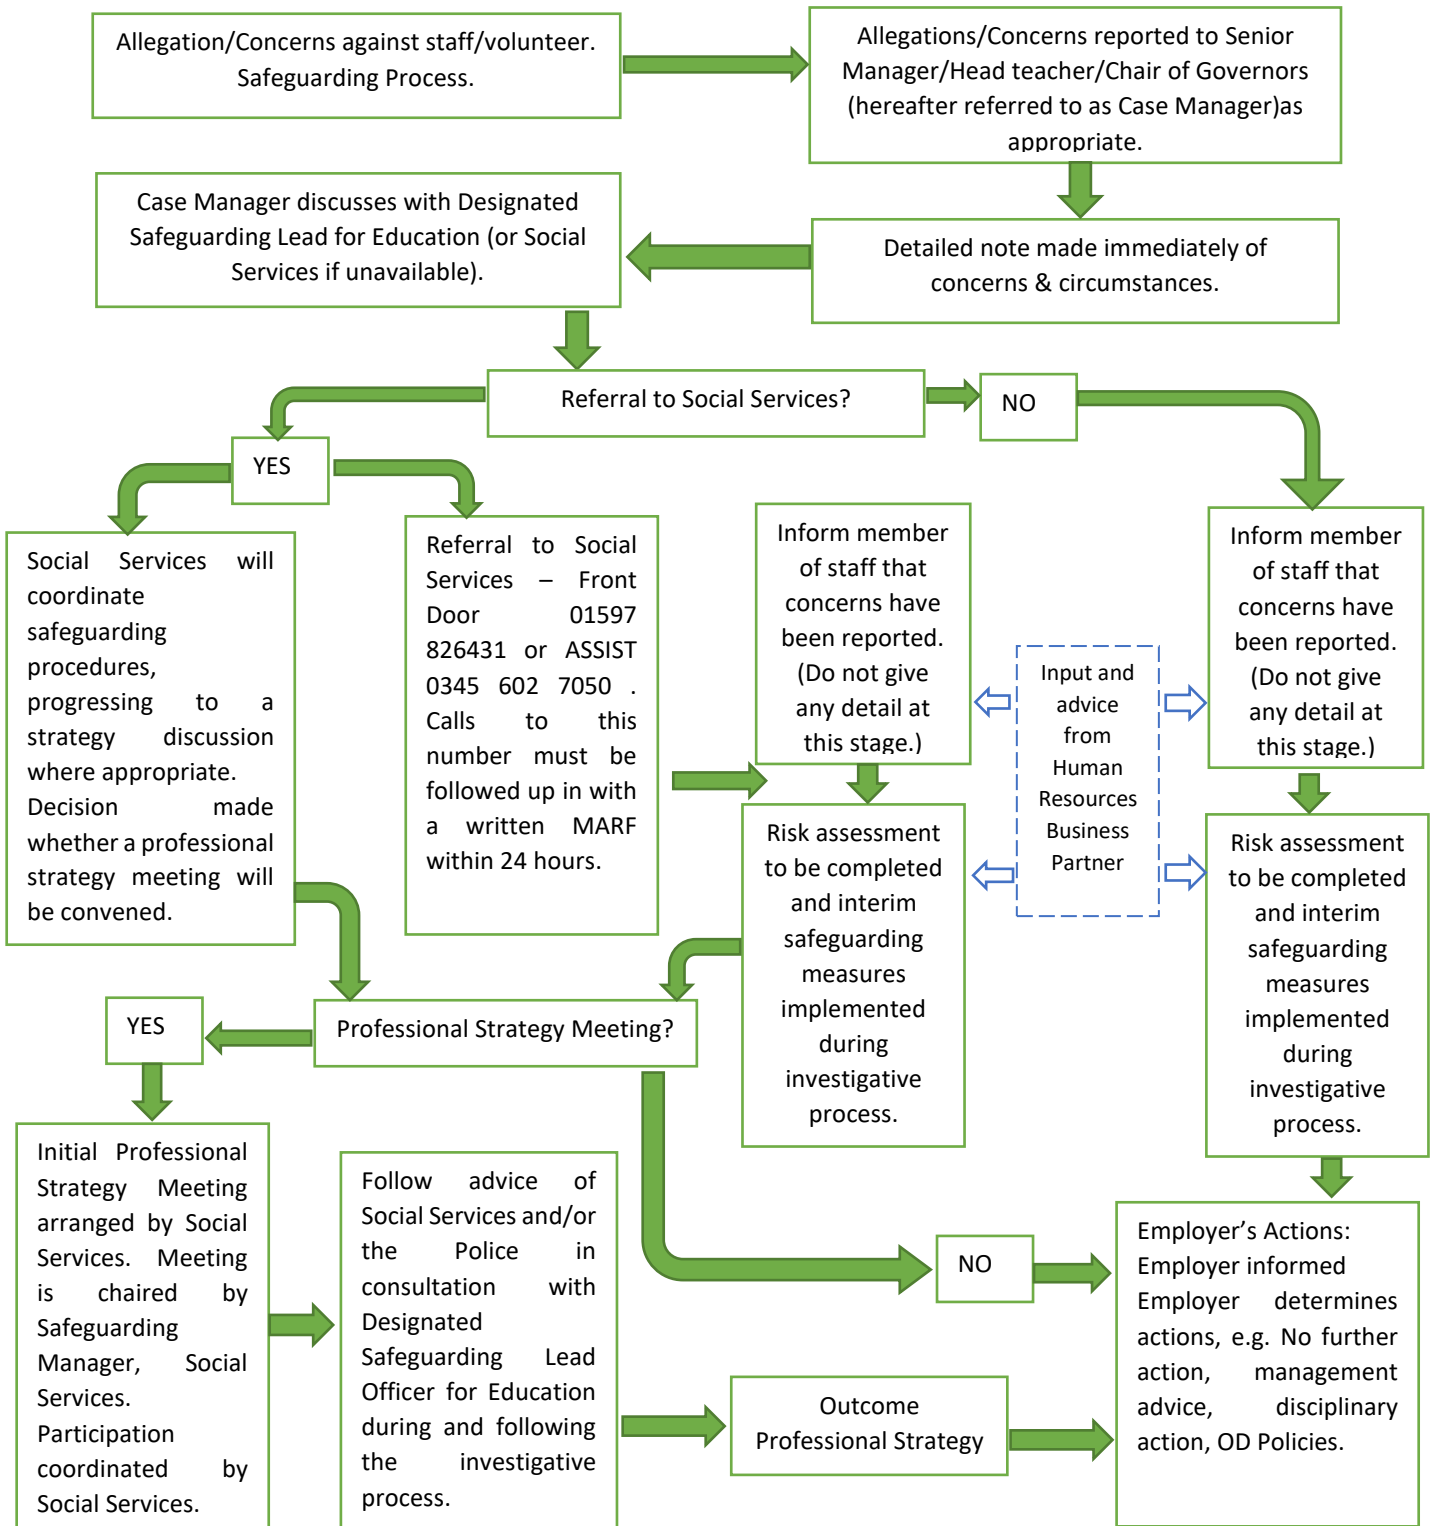 Allegation/Concerns against staff/volunteer.
Safeguarding Process.
Allegations/Concerns reported to Senior
Manager/Head teacher/Chair of Governors
(hereafter referred to as Case Manager)as
appropriate.
Case Manager discusses with Designated
Safeguarding Lead for Education (or Social
Services if unavailable).
Detailed note made immediately of
concerns & circumstances.
Referral to Social Services?
NO
YES
Social Services will
coordinate
safeguarding
procedures,
progressing to a
strategy discussion
where appropriate.
Decision made
whether a professional
strategy meeting will
be convened.
Referral to Social
Services – Front
Door 01597
826431 or ASSIST
0345 602 7050 .
Calls to this
number must be
followed up in with
a written MARF
within 24 hours.
Inform member
of staff that
concerns have
been reported.
(Do not give
any detail at
this stage.)
Input and
advice
from
Human
Resources
Business
Partner
Inform member
of staff that
concerns have
been reported.
(Do not give
any detail at
this stage.)
Risk assessment
to be completed
and interim
safeguarding
measures
implemented
during
investigative
process.
Risk assessment
to be completed
and interim
safeguarding
measures
implemented
during
investigative
process.
YES
Professional Strategy Meeting?
Initial Professional
Strategy Meeting
arranged by Social
Services. Meeting
is chaired by
Safeguarding
Manager, Social
Services.
Participation
coordinated by
Social Services.
Follow advice of
Social Services and/or
the Police in
consultation with
Designated
Safeguarding Lead
Officer for Education
during and following
the investigative
process.
NO
Outcome
Professional Strategy
Employer’s Actions:
Employer informed
Employer determines
actions, e.g. No further
action, management
advice, disciplinary
action, OD Policies.